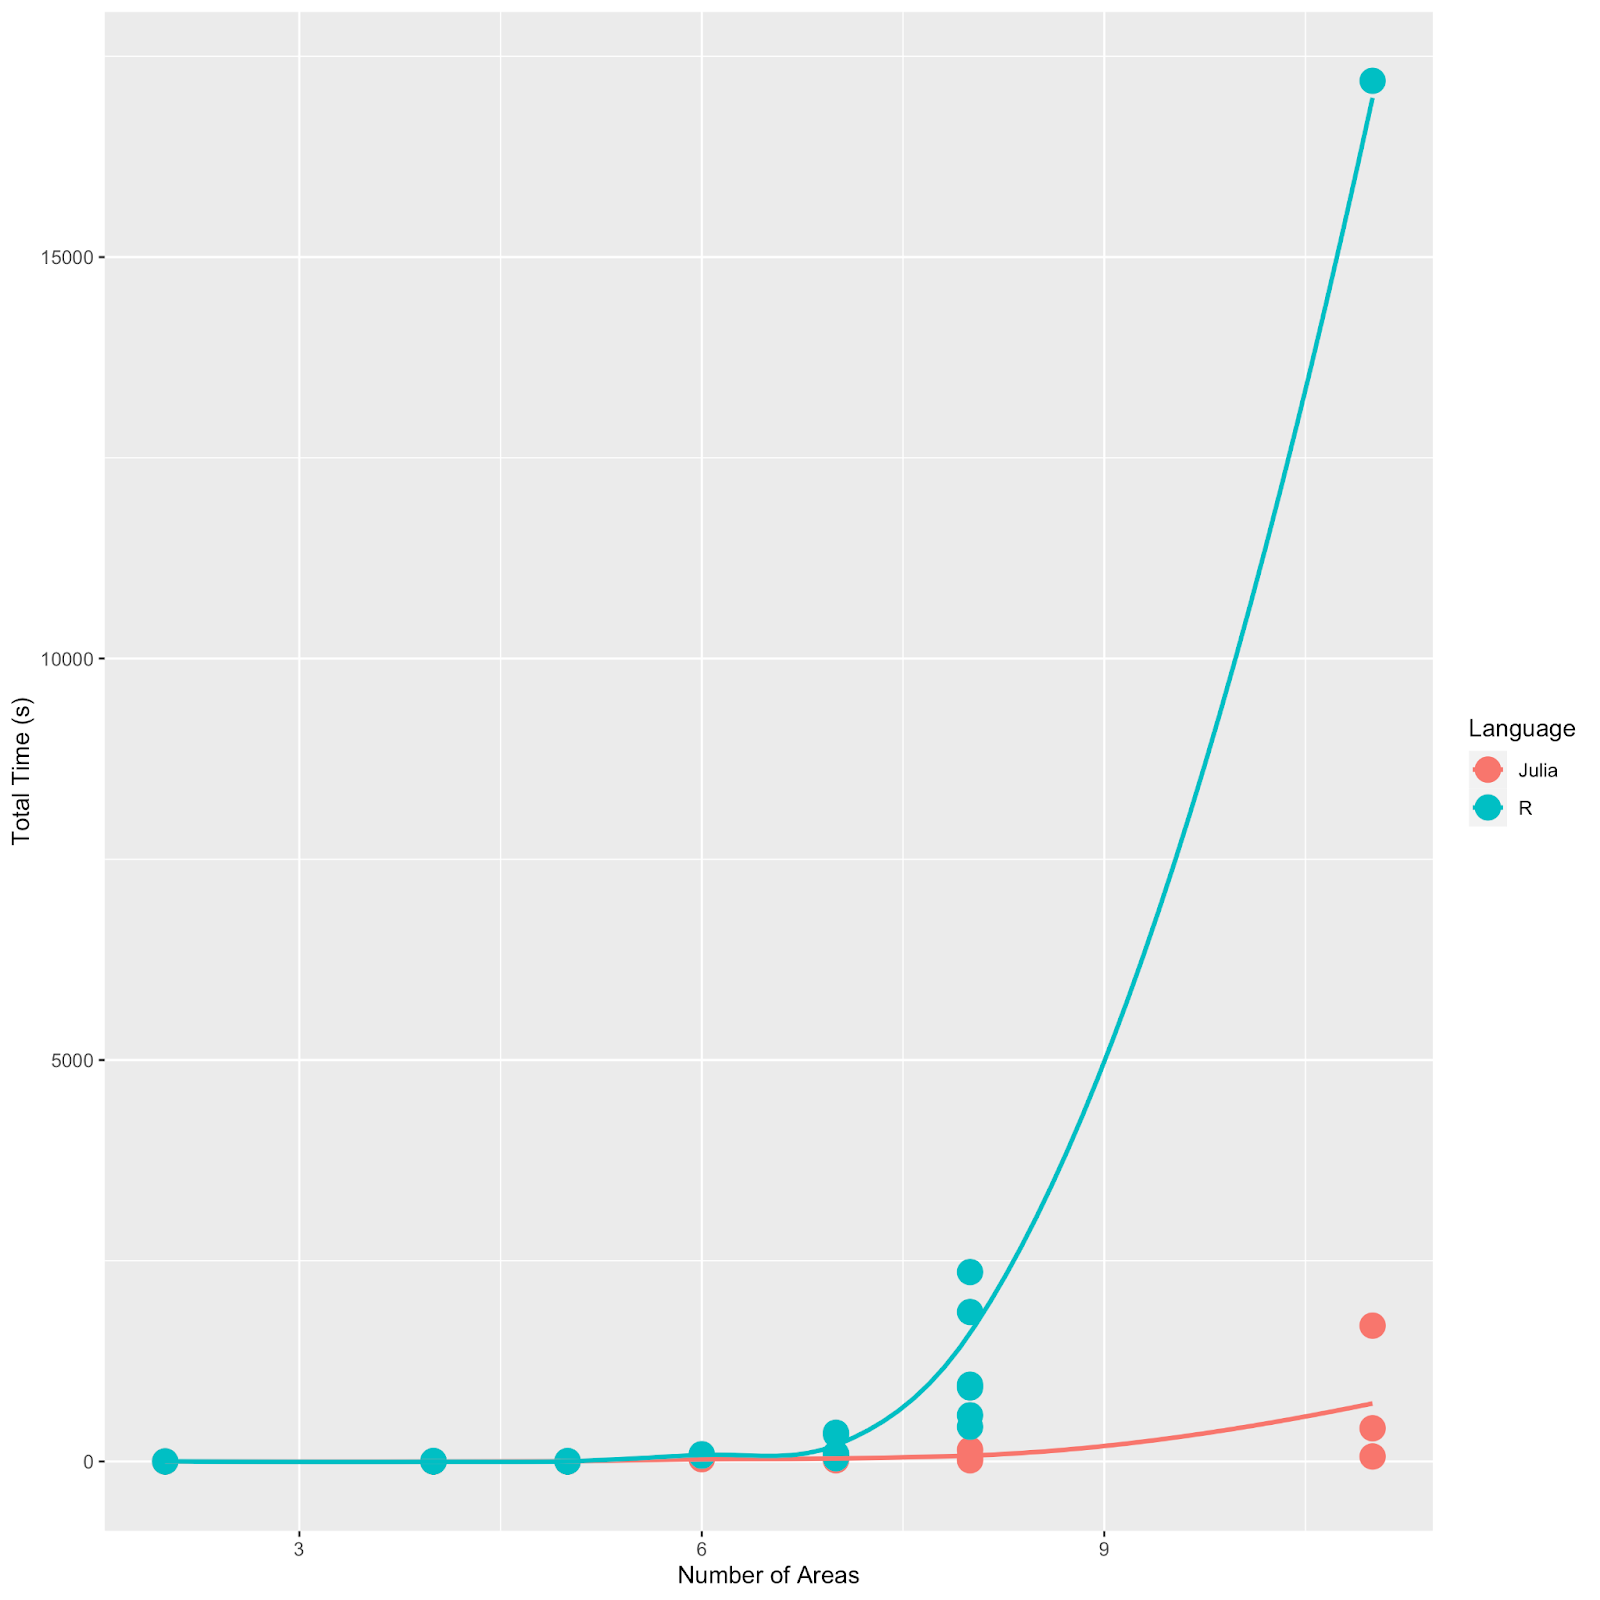 15000
10000
5000
0
Total Time (s)
3
6
9
Number of Areas
Language
Julia
R